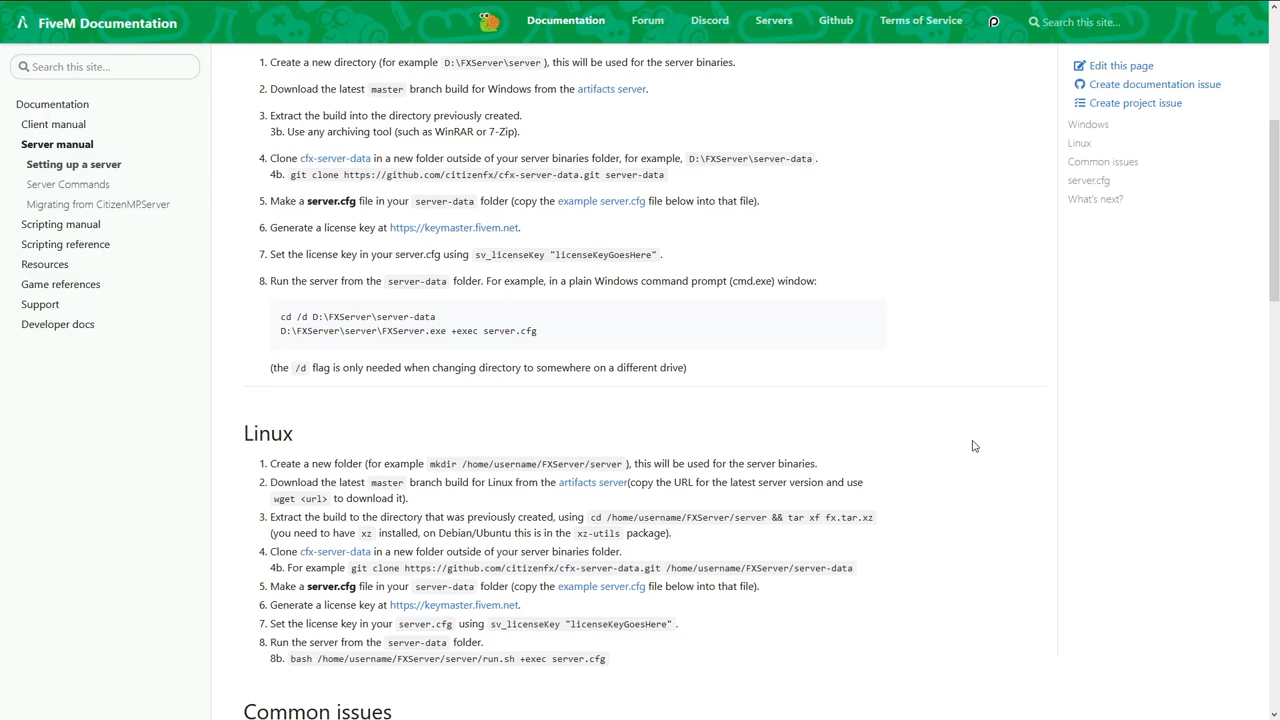 FiveM Documentation
Documentation
Forum
Discord
Servers
Github
Terms of Service
Search this site...
Search this site...
Documentation
Client manual
Server manual
Setting up a server
Server Commands
Migrating from CitizenMP.Server
Scripting manual
Scripting reference
Resources
Game references
Support
Developer docs
1. Create a new directory (for example D:\FXServer\server), this will be used for the server binaries.
2. Download the latest master branch build for Windows from the artifacts server.
3. Extract the build into the directory previously created.
3b. Use any archiving tool (such as WinRAR or 7-Zip).
4. Clone cfx-server-data in a new folder outside of your server binaries folder, for example, D:\FXServer\server-data.
4b. git clone https://github.com/citizenfx/cfx-server-data.git server-data
5. Make a server.cfg file in your server-data folder (copy the example server.cfg file below into that file).
6. Generate a license key at https://keymaster.fivem.net.
7. Set the license key in your server.cfg using sv_licenseKey "licenseKeyGoesHere".
8. Run the server from the server-data folder. For example, in a plain Windows command prompt (cmd.exe) window:
cd /d D:\FXServer\server-data
D:\FXServer\server\FXServer.exe +exec server.cfg
(the /d flag is only needed when changing directory to somewhere on a different drive)
Linux
1. Create a new folder (for example mkdir /home/username/FXServer/server), this will be used for the server binaries.
2. Download the latest master branch build for Linux from the artifacts server(copy the URL for the latest server version and use
wget <url> to download it).
3. Extract the build to the directory that was previously created, using cd /home/username/FXServer/server && tar xf fx.tar.xz
(you need to have xz installed, on Debian/Ubuntu this is in the xz-utils package).
4. Clone cfx-server-data in a new folder outside of your server binaries folder.
4b. For example git clone https://github.com/citizenfx/cfx-server-data.git /home/username/FXServer/server-data
5. Make a server.cfg file in your server-data folder (copy the example server.cfg file below into that file).
6. Generate a license key at https://keymaster.fivem.net.
7. Set the license key in your server.cfg using sv_licenseKey "licenseKeyGoesHere".
8. Run the server from the server-data folder.
8b. bash /home/username/FXServer/server/run.sh +exec server.cfg
Common issues
Edit this page
Create documentation issue
Create project issue
Windows
Linux
Common issues
server.cfg
What's next?